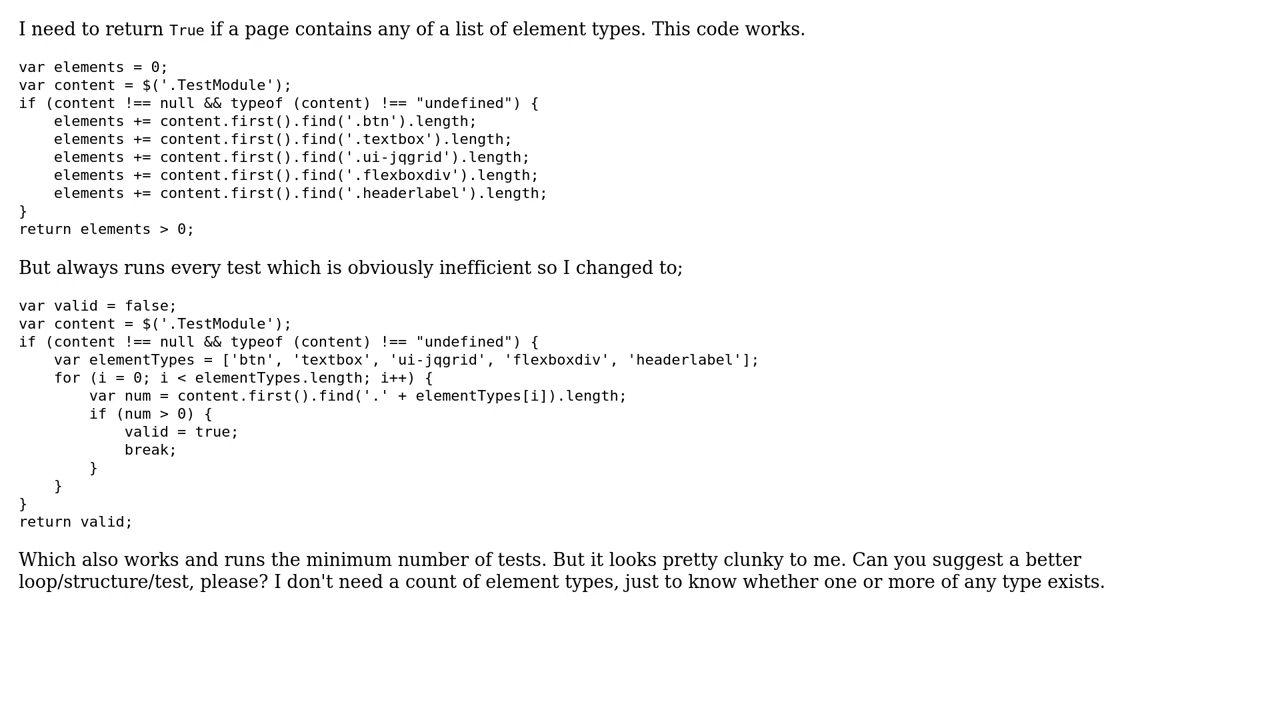 I need to return True if a page contains any of a list of element types. This code works.
var elements = 0;
var content = $('.TestModule');
if (content !== null && typeof (content) !== "undefined") {
    elements += content.first().find('.btn').length;
    elements += content.first().find('.textbox').length;
    elements += content.first().find('.ui-jqgrid').length;
    elements += content.first().find('.flexboxdiv').length;
    elements += content.first().find('.headerlabel').length;
}
return elements > 0;
But always runs every test which is obviously inefficient so I changed to;
var valid = false;
var content = $('.TestModule');
if (content !== null && typeof (content) !== "undefined") {
    var elementTypes = ['btn', 'textbox', 'ui-jqgrid', 'flexboxdiv', 'headerlabel'];
    for (i = 0; i < elementTypes.length; i++) {
        var num = content.first().find('.' + elementTypes[i]).length;
        if (num > 0) {
            valid = true;
            break;
        }
    }
}
return valid;
Which also works and runs the minimum number of tests. But it looks pretty clunky to me. Can you suggest a better
loop/structure/test, please? I don't need a count of element types, just to know whether one or more of any type exists.